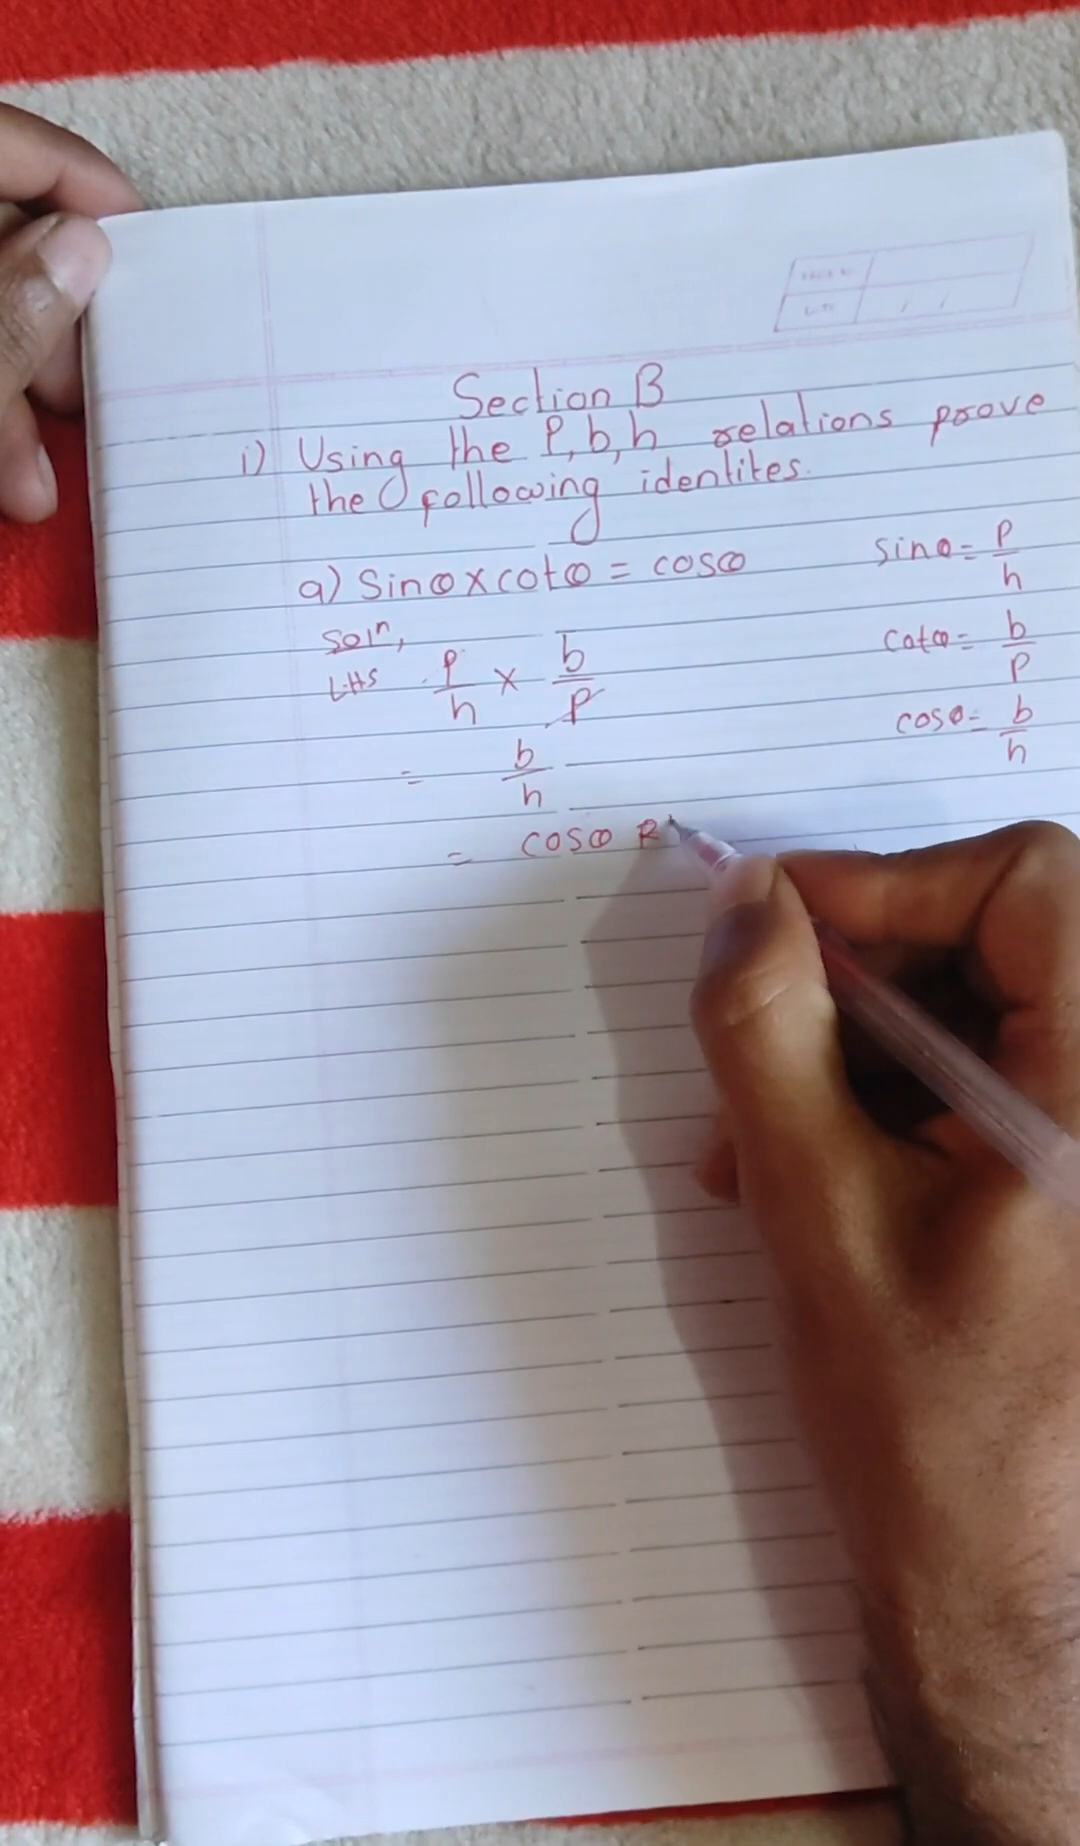 Section B
i) Using the P, b, h relations prove
the following identites.
a) Sinθ x cotθ = cosθ
sinθ = P/h
Soln,
cotθ = b/P
LHS P/h x b/P
cosθ = b/h
= b/h
= cosθ R